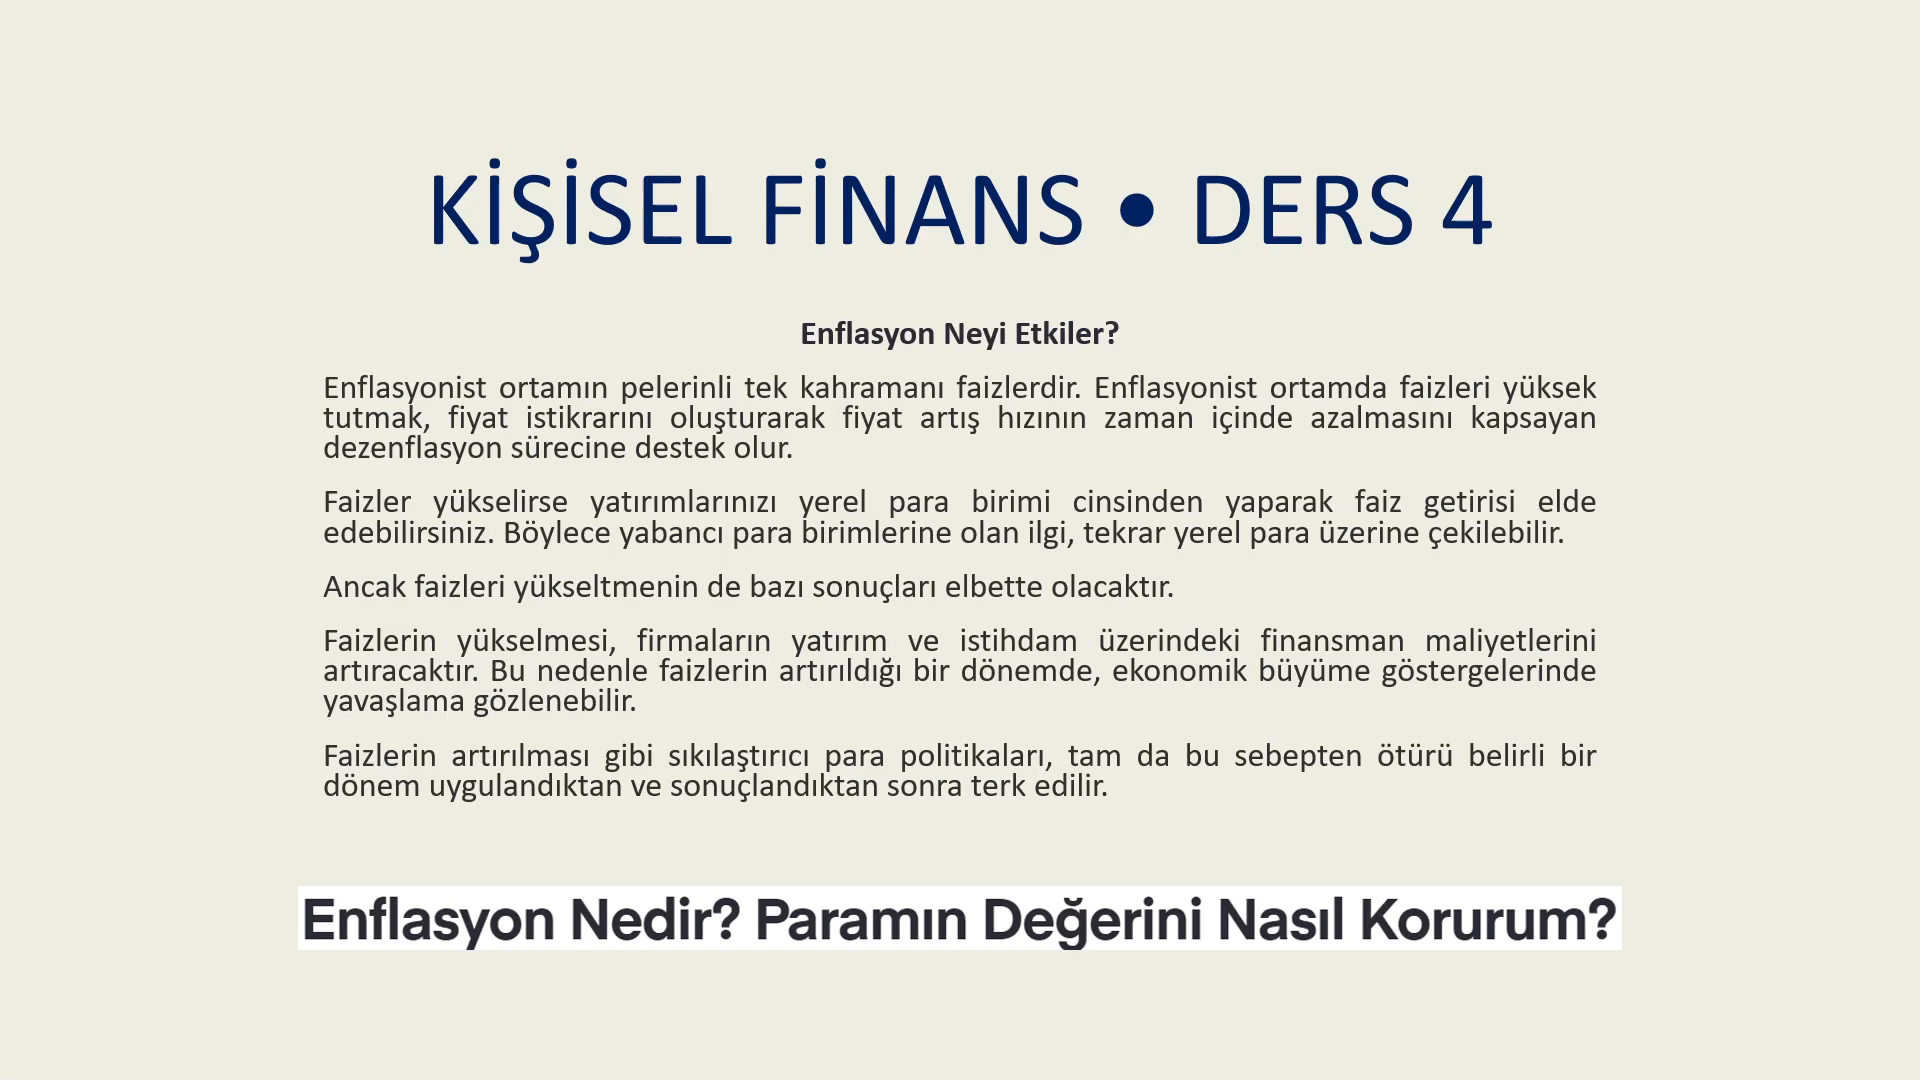 KİŞİSEL FİNANS • DERS 4
Enflasyon Neyi Etkiler?
Enflasyonist ortamın pelerinli tek kahramanı faizlerdir. Enflasyonist ortamda faizleri yüksek
tutmak, fiyat istikrarını oluşturarak fiyat artış hızının zaman içinde azalmasını kapsayan
dezenflasyon sürecine destek olur.
Faizler yükselirse yatırımlarınızı yerel para birimi cinsinden yaparak faiz getirisi elde
edebilirsiniz. Böylece yabancı para birimlerine olan ilgi, tekrar yerel para üzerine çekilebilir.
Ancak faizleri yükseltmenin de bazı sonuçları elbette olacaktır.
Faizlerin yükselmesi, firmaların yatırım ve istihdam üzerindeki finansman maliyetlerini
artıracaktır. Bu nedenle faizlerin artırıldığı bir dönemde, ekonomik büyüme göstergelerinde
yavaşlama gözlenebilir.
Faizlerin artırılması gibi sıkılaştırıcı para politikaları, tam da bu sebepten ötürü belirli bir
dönem uygulandıktan ve sonuçlandıktan sonra terk edilir.
Enflasyon Nedir? Paramın Değerini Nasıl Korurum?